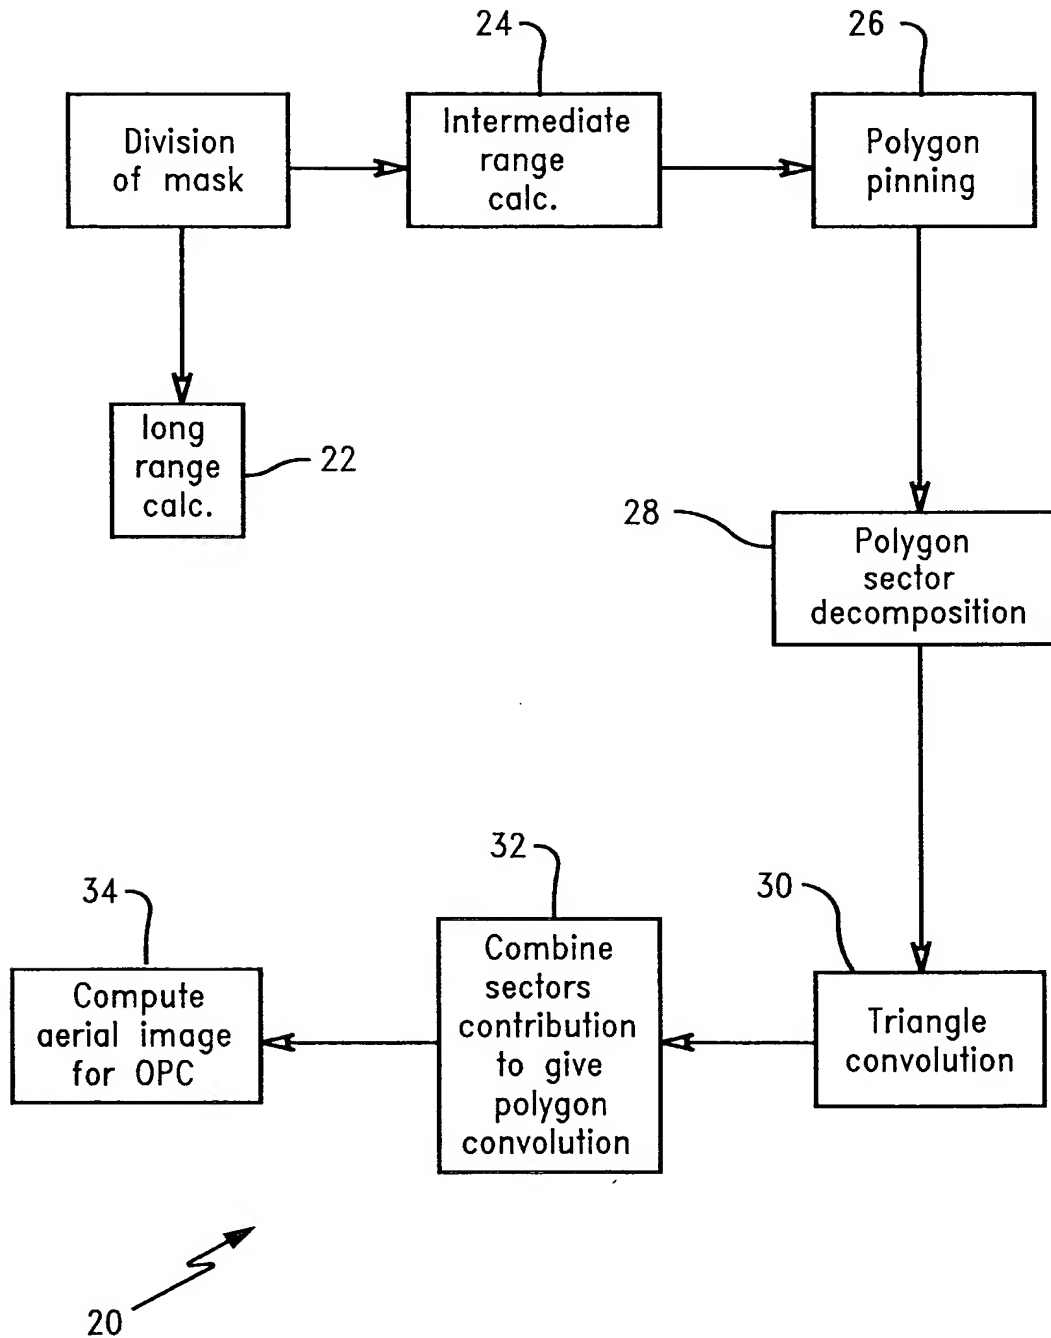 24
26
Division
of mask
Intermediate
range
calc.
Polygon
pinning
long
range
calc.
22
28
Polygon
sector
decomposition
32
34
30
Combine
sectors
contribution
to give
polygon
convolution
Compute
aerial image
for OPC
Triangle
convolution
20